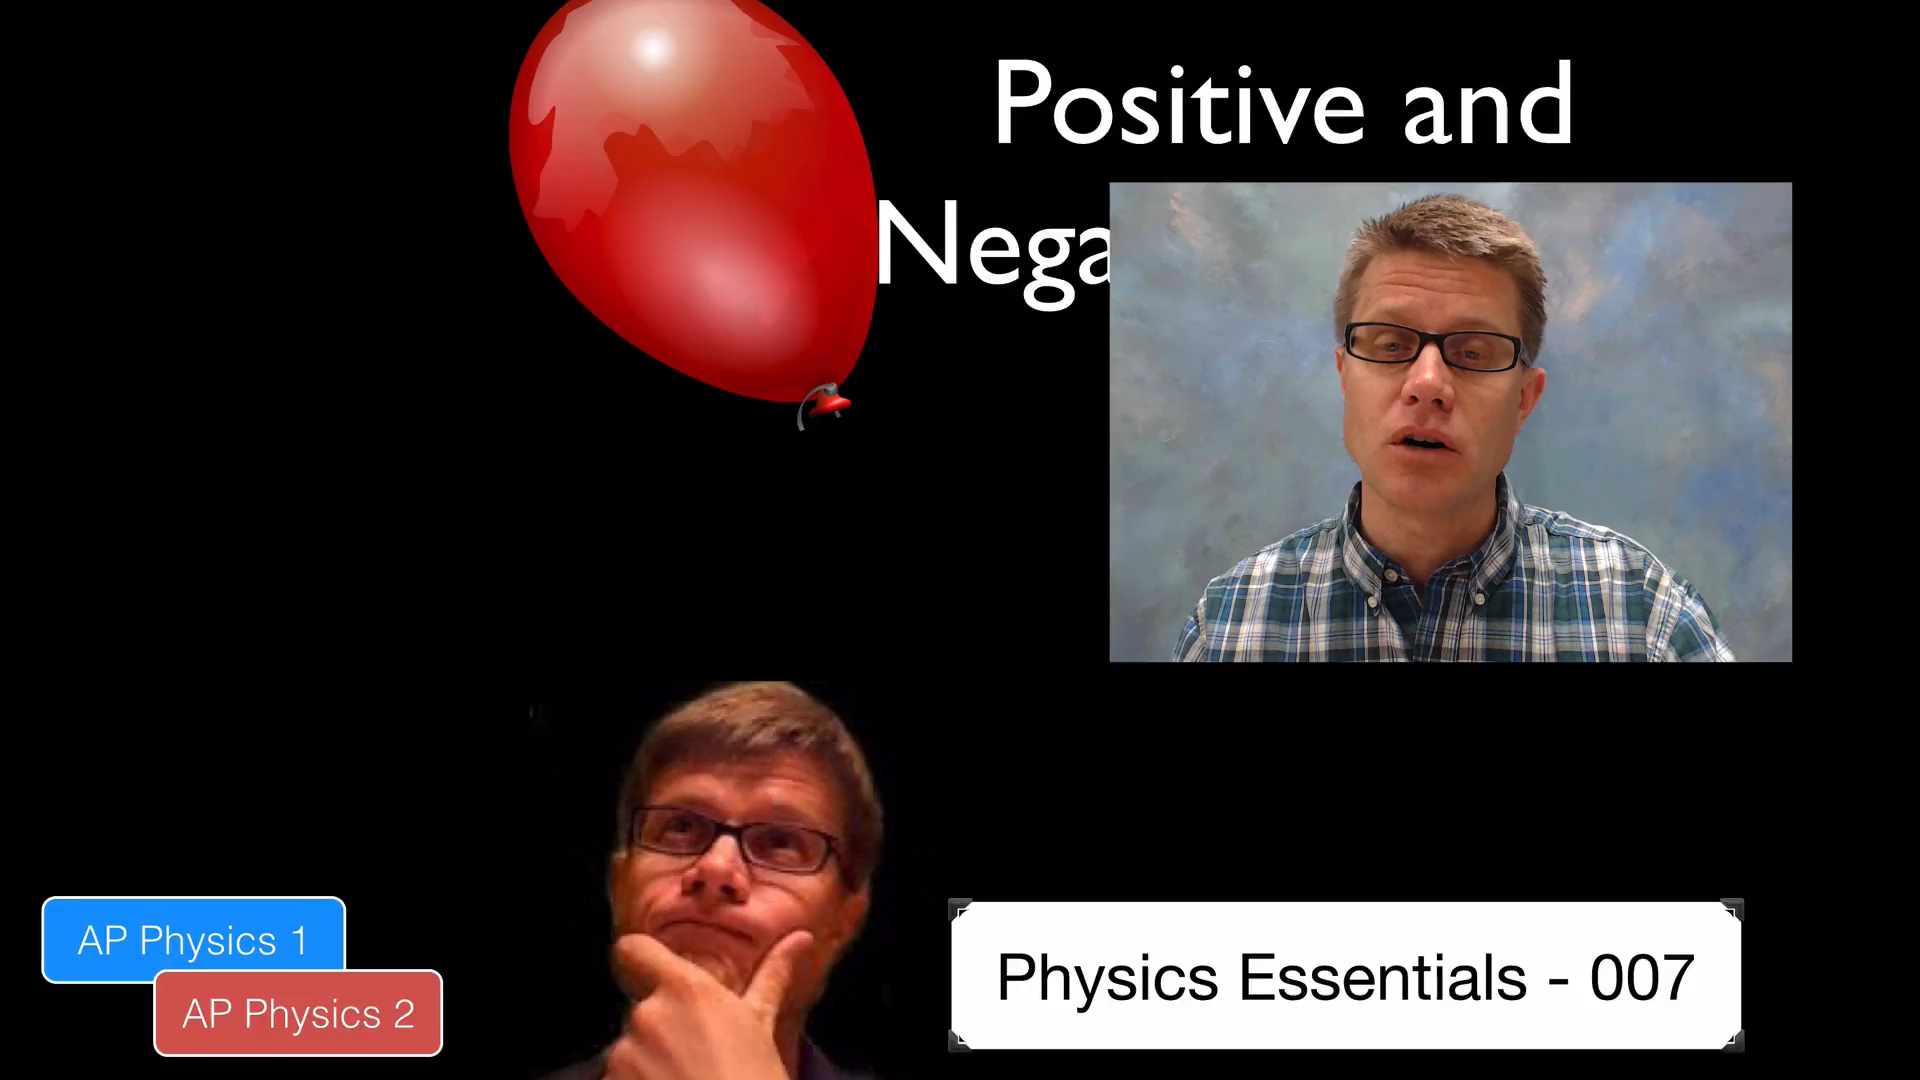 Positive and
Nega
AP Physics 1
AP Physics 2
Physics Essentials - 007